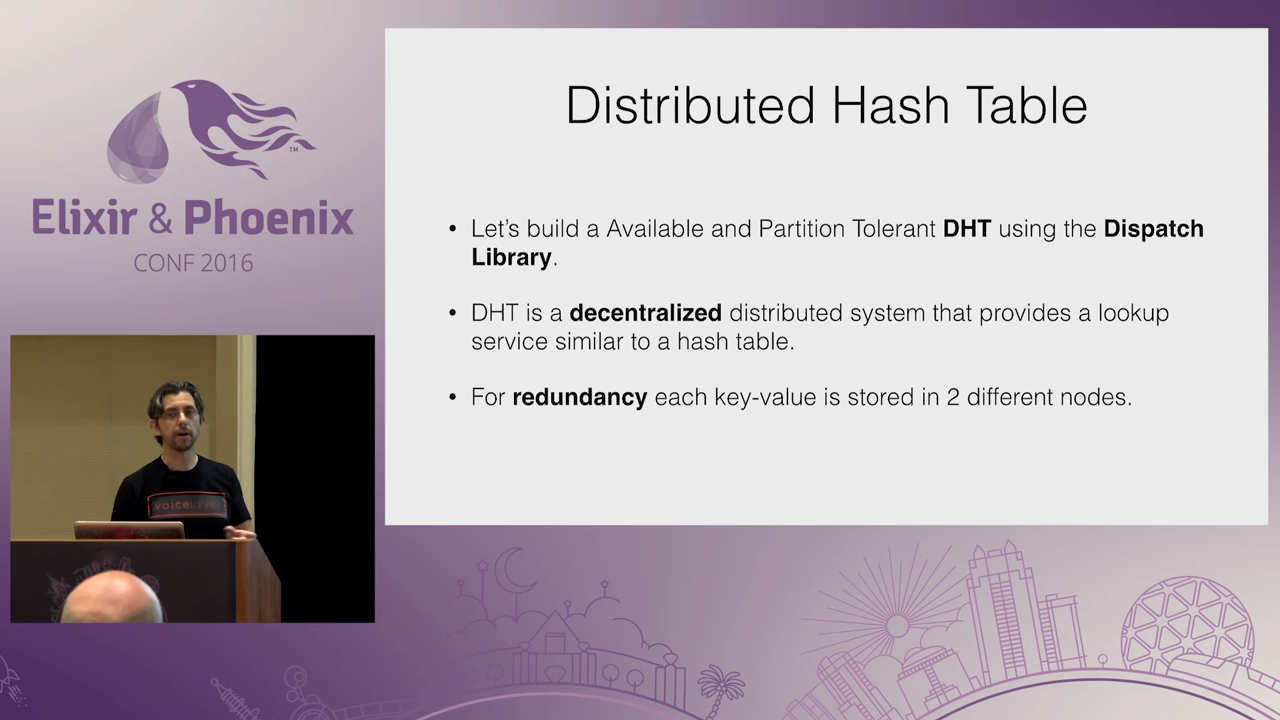 Distributed Hash Table
• Let's build a Available and Partition Tolerant DHT using the Dispatch
Library.
• DHT is a decentralized distributed system that provides a lookup
service similar to a hash table.
• For redundancy each key-value is stored in 2 different nodes.
TM
Elixir & Phoenix
CONF 2016